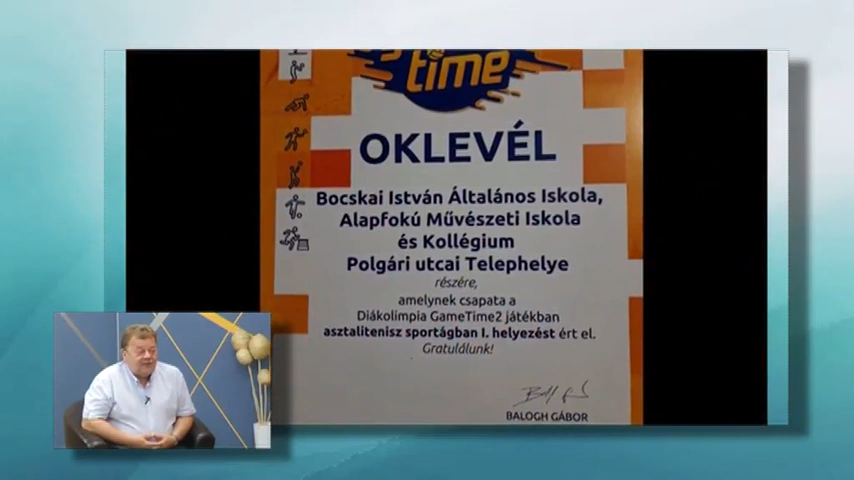 time
OKLEVÉL
Bocskai István Általános Iskola,
Alapfokú Művészeti Iskola
és Kollégium
Polgári utcai Telephelye
részére,
amelynek csapata a
Diákolimpia GameTime2 játékban
asztalitenisz sportágban I. helyezést ért el.
Gratulálunk!
BALOGH GÁBOR